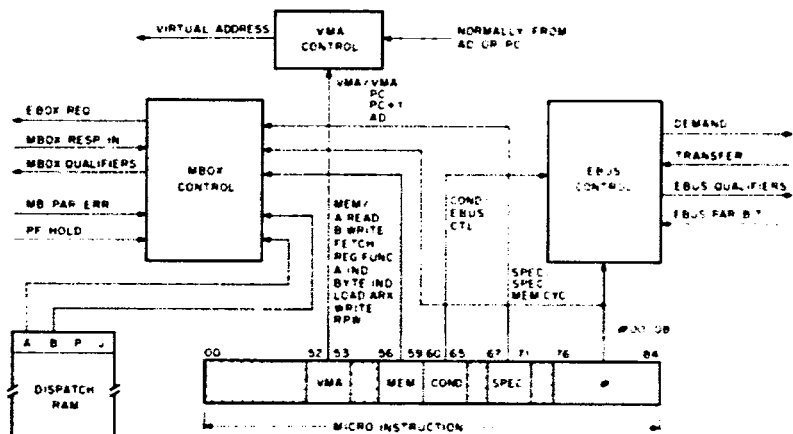 VIRTUAL ADDRESS
VMA
CONTROL
NORMALLY FROM
AD OR PC
VMA/VMA
PC
PC+1
AD
EBOX REQ
MBOX RESP IN
MBOX QUALIFIERS
MB PAR ERR
PF HOLD
MBOX
CONTROL
MEM/
A READ
B WRITE
FETCH
REG FUNC
A IND
BYTE IND
LOAD ARX
WRITE
RPW
COND/
EBUS
CTL
SPEC/
SPEC
MEM CYC
EBUS
CONTROL
DEMAND
TRANSFER
EBUS QUALIFIERS
EBUS PAR BIT
A B P J
DISPATCH
RAM
00 52 53 56 59 60 65 67 71 76 84
VMA MEM COND SPEC #
MICRO INSTRUCTION